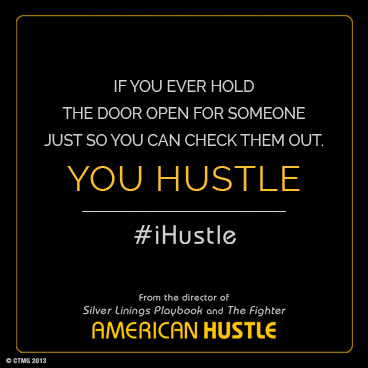 IF YOU EVER HOLD
THE DOOR OPEN FOR SOMEONE
JUST SO YOU CAN CHECK THEM OUT.
YOU HUSTLE
#iHustle
From the director of
Silver Linings Playbook and The Fighter
AMERICAN HUSTLE
© CTMG 2013